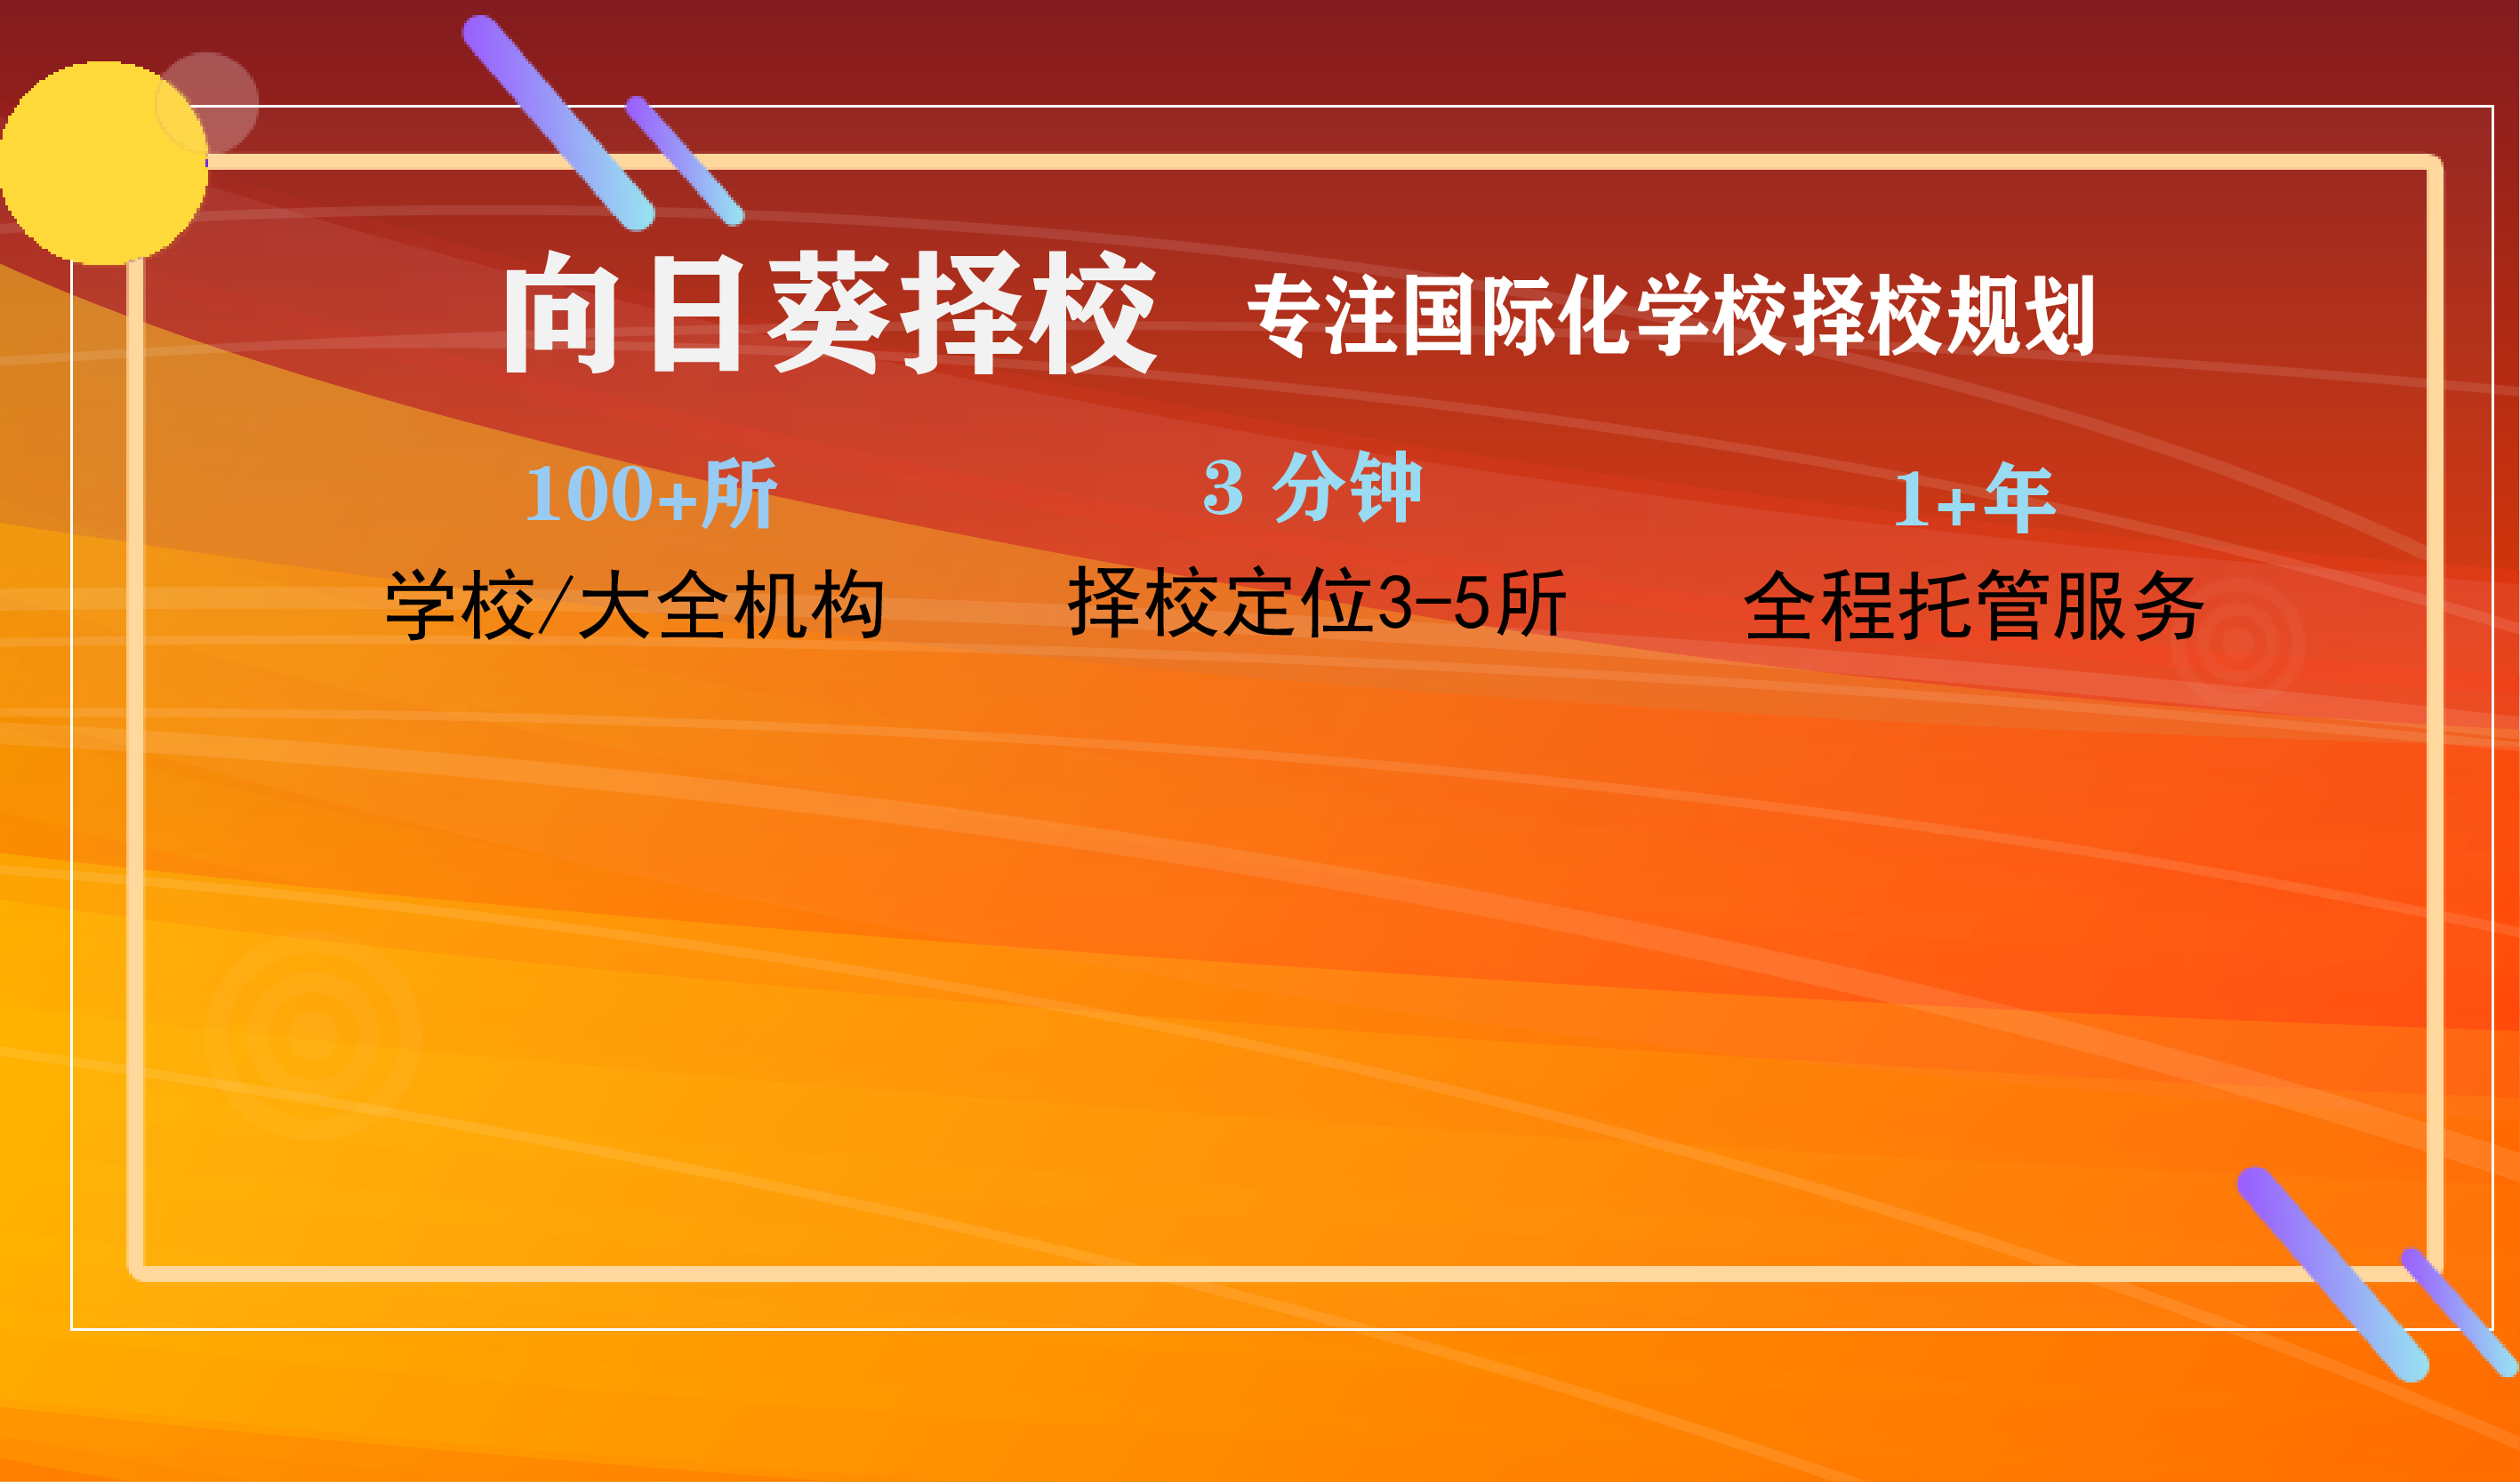 向日葵择校 专注国际化学校择校规划
100+所
学校/大全机构
3 分钟
择校定位3-5所
1+年
全程托管服务